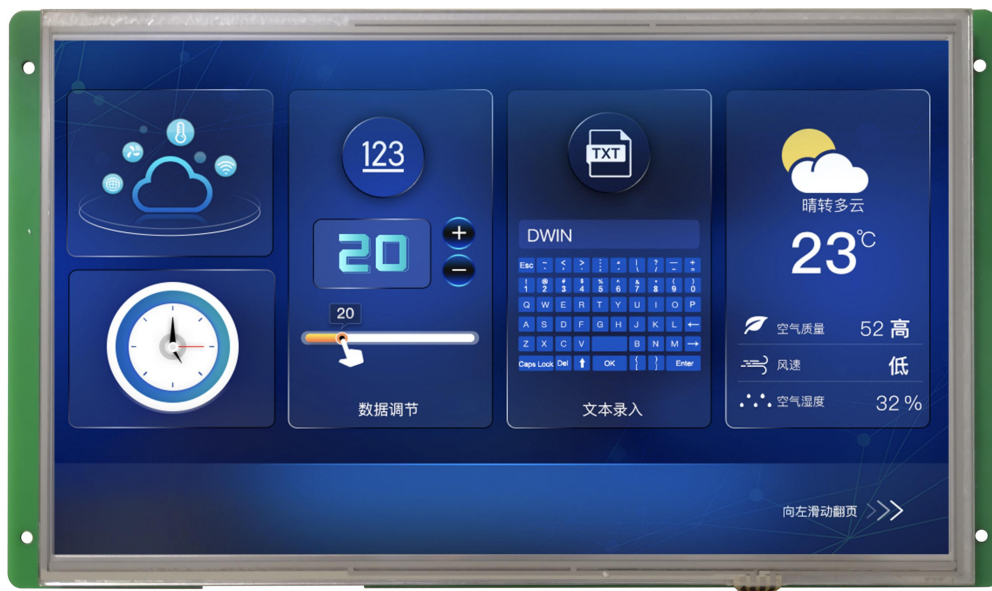 123
20
+
−
20
数据调节
TXT
DWIN
Esc
Q W E R T Y U I O P
A S D F G H J K L ←
Z X C V B N M →
Caps Lock Del OK { } Enter
文本录入
晴转多云
23℃
空气质量 52 高
风速 低
空气湿度 32 %
向左滑动翻页